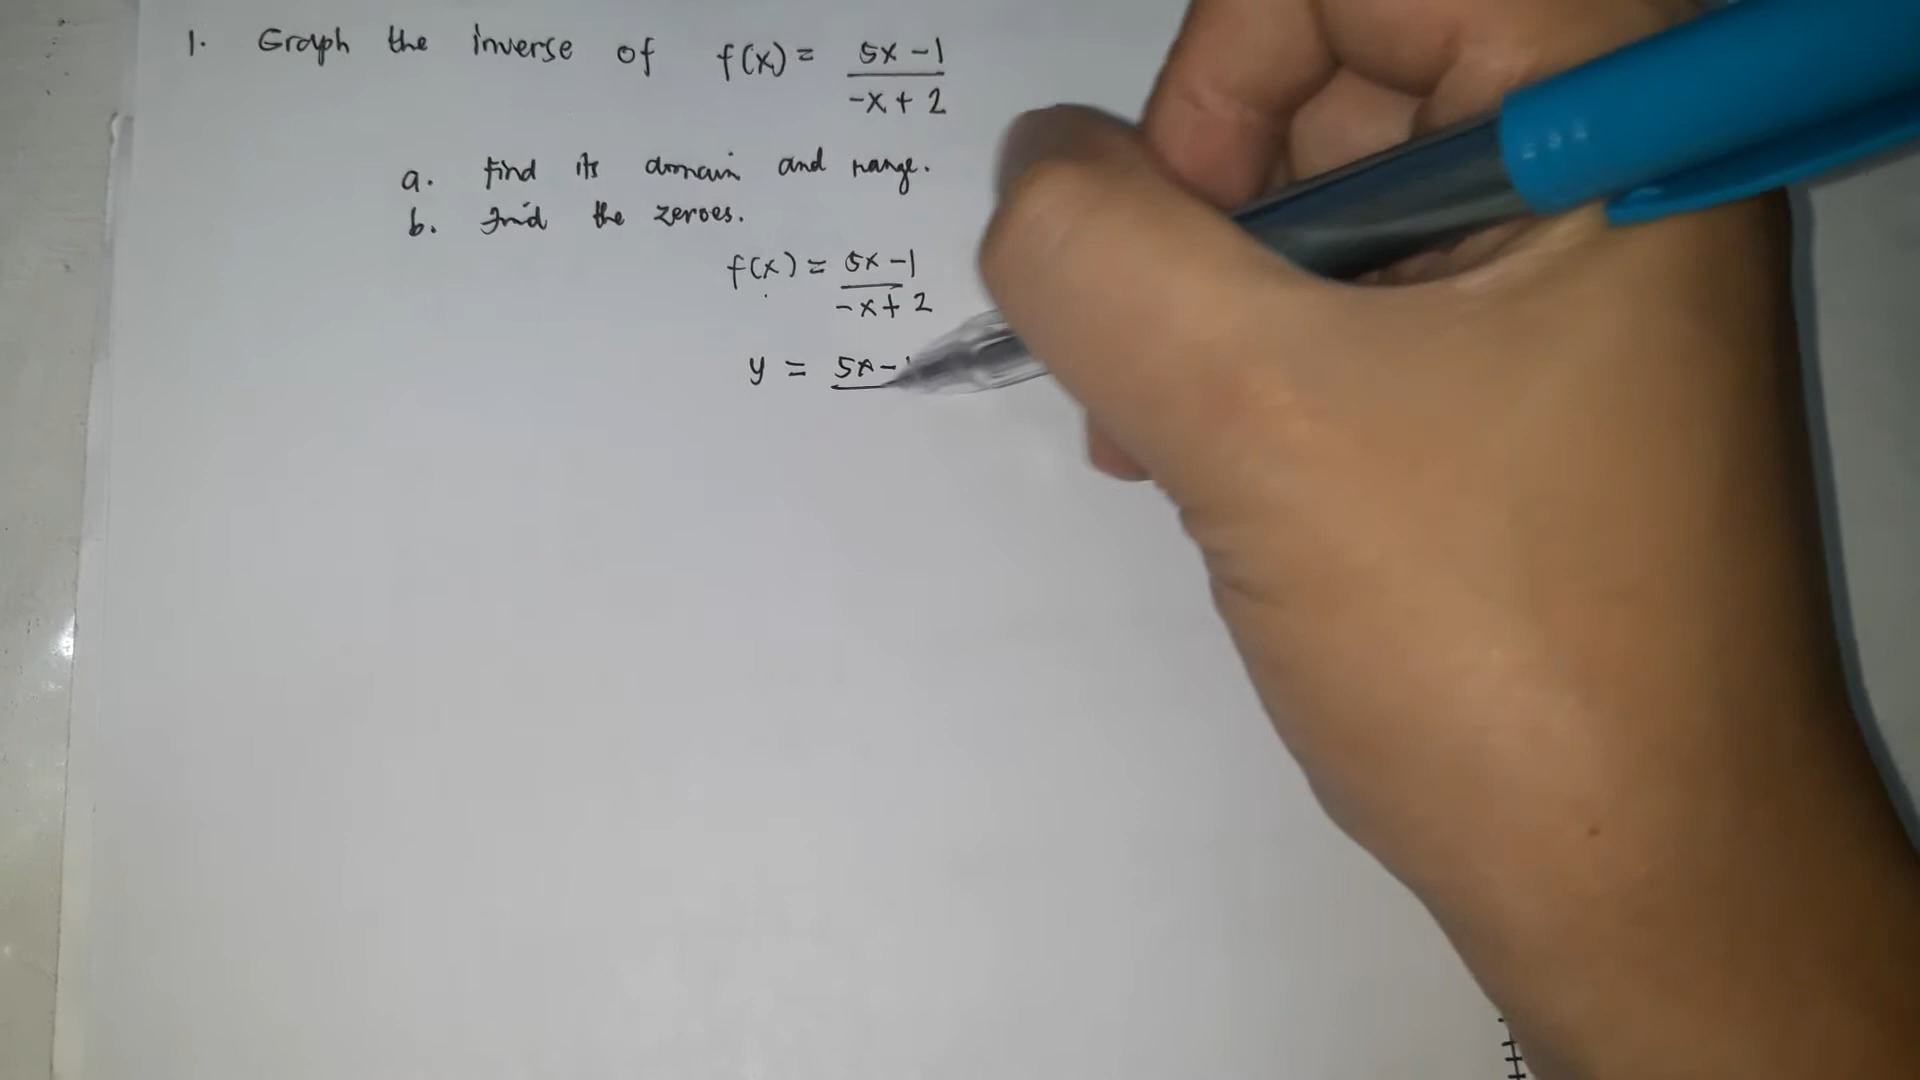 1. Graph the inverse of f(x) = 5x - 1
-x + 2
a. find its domain and range.
b. find the zeroes.
f(x) = 5x - 1
-x + 2
y = 5x -